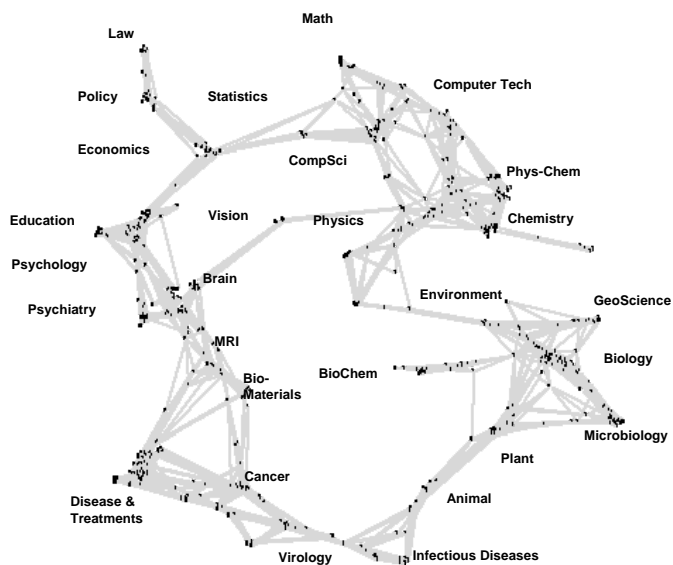 Math
Law
Computer Tech
Policy
Statistics
Economics
CompSci
Phys-Chem
Education
Vision
Physics
Chemistry
Psychology
Brain
Environment
GeoScience
Psychiatry
MRI
Biology
BioChem
Bio-
Materials
Microbiology
Plant
Cancer
Animal
Disease &
Treatments
Virology
Infectious Diseases